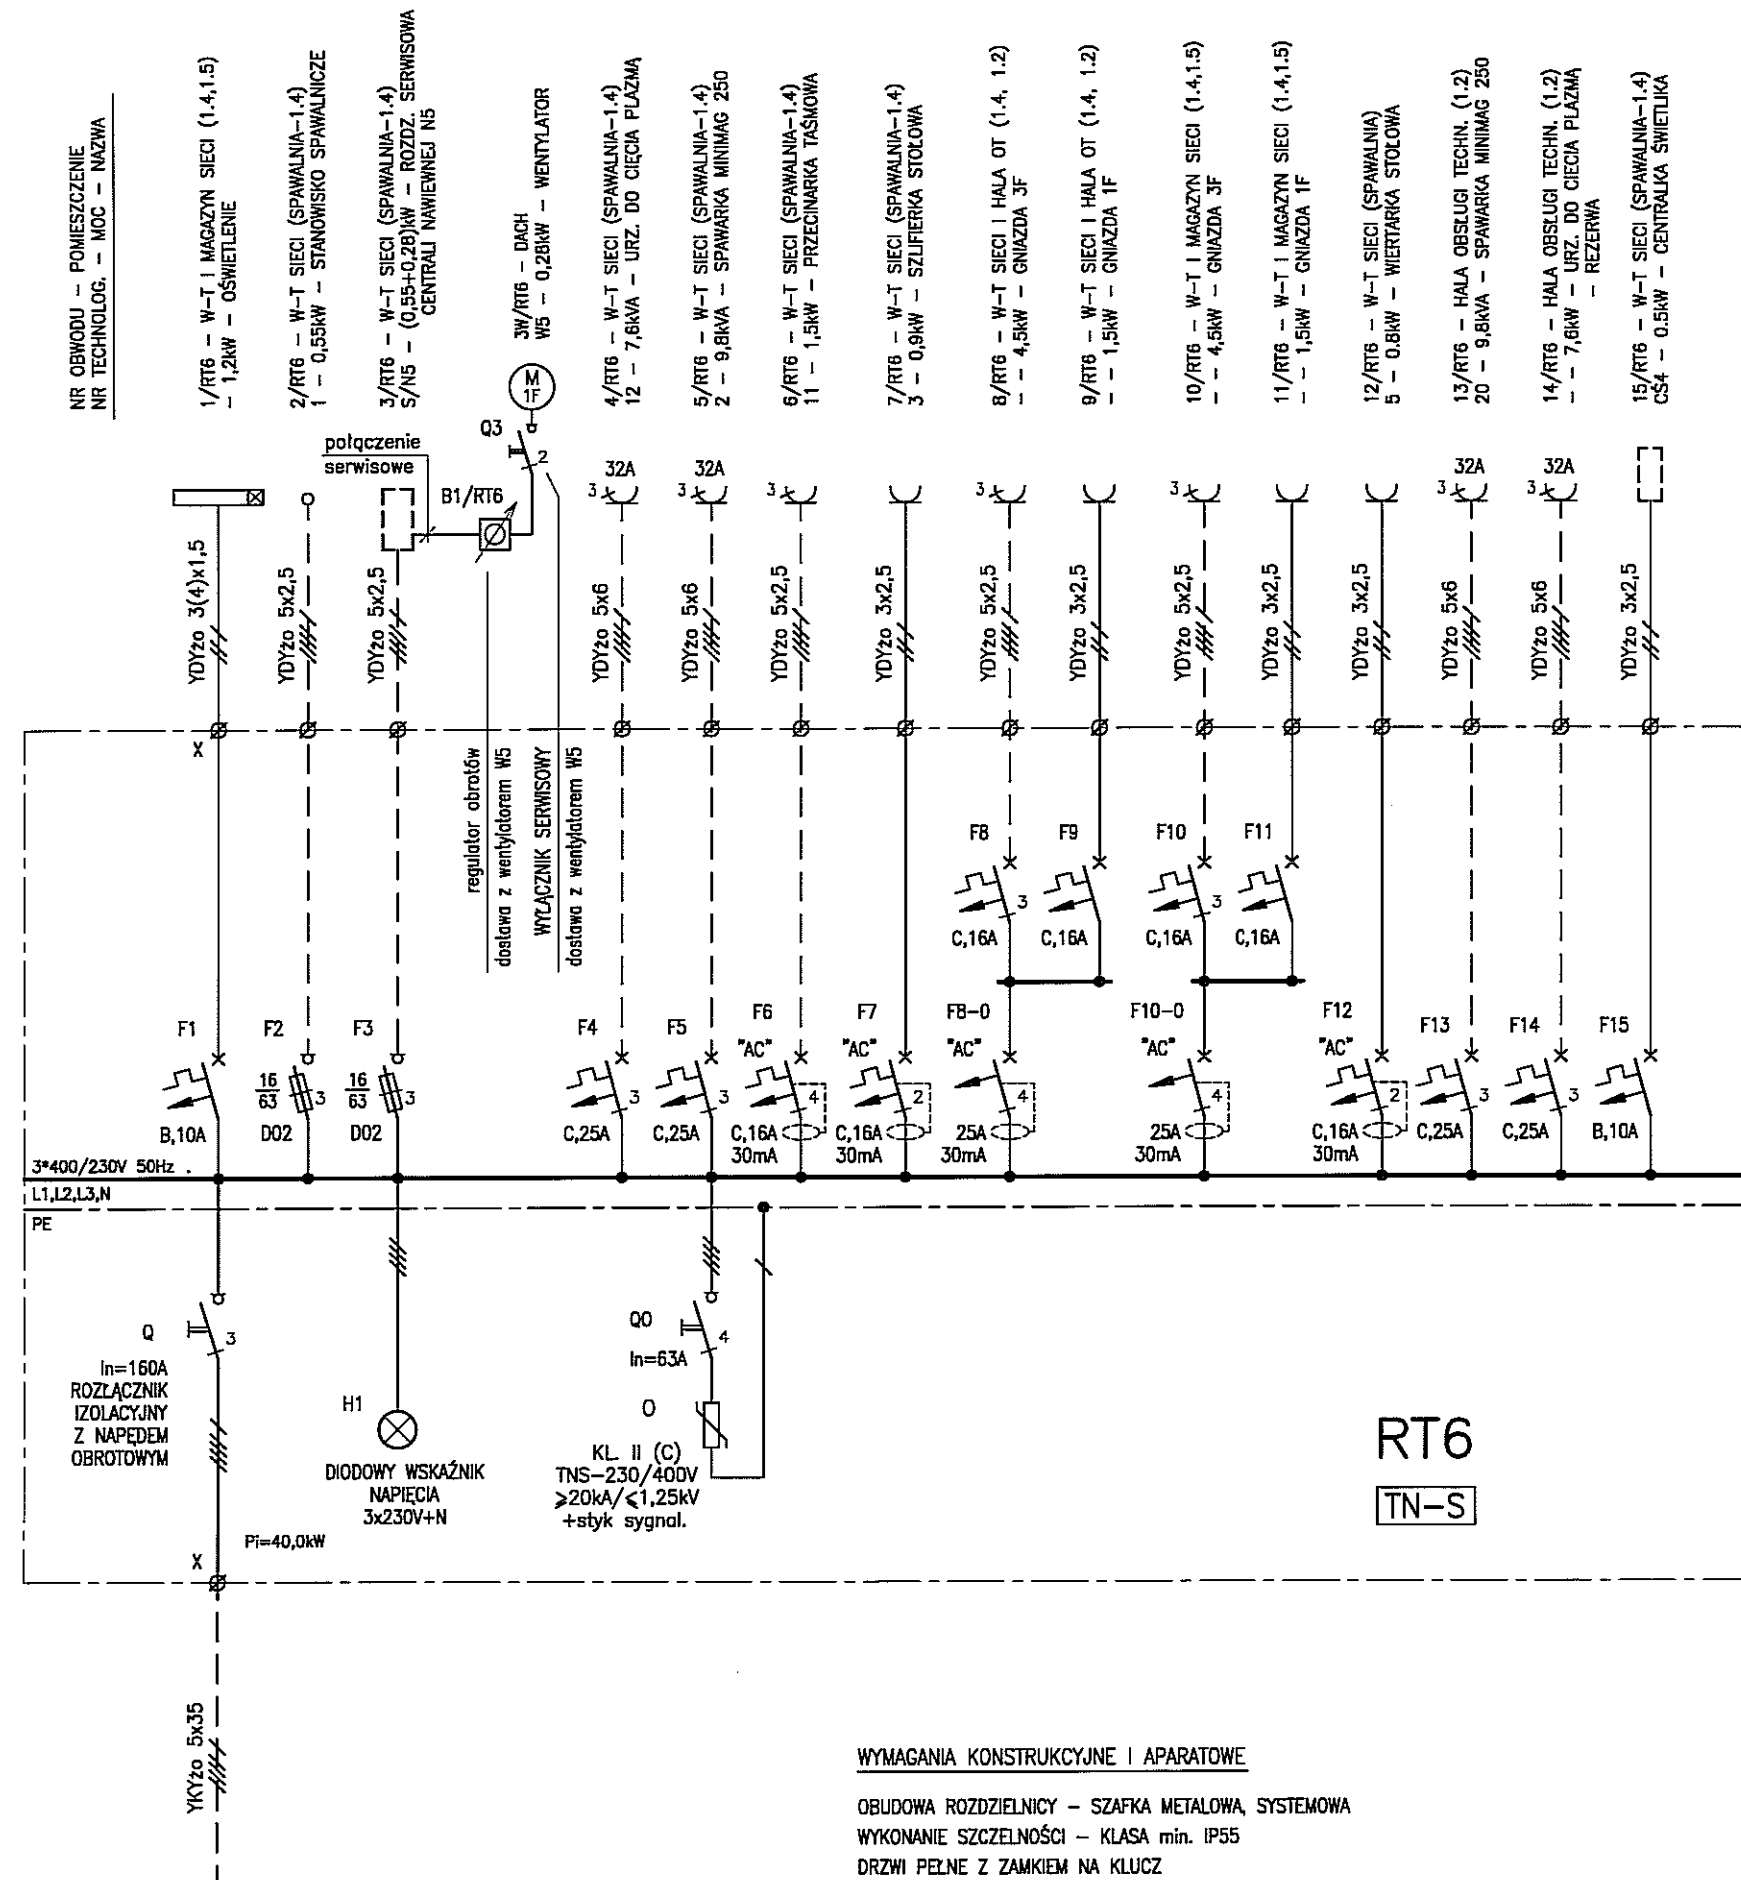 NR OBWODU – POMIESZCZENIE
NR TECHNOLOG. – MOC – NAZWA
1/RT6 – W–T I MAGAZYN SIECI (1.4,1.5)
– 1,2kW – OŚWIETLENIE
2/RT6 – W–T SIECI (SPAWALNIA–1.4)
1 – 0,55kW – STANOWISKO SPAWALNICZE
3/RT6 – W–T SIECI (SPAWALNIA–1.4)
S/N5 – (0,55+0,28)kW – ROZDZ. SERWISOWA
CENTRALI NAWIEWNEJ N5
3W/RT6 – DACH
W5 – 0,28kW – WENTYLATOR
4/RT6 – W–T SIECI (SPAWALNIA–1.4)
12 – 7,6kVA – URZ. DO CIĘCIA PLAZMĄ
5/RT6 – W–T SIECI (SPAWALNIA–1.4)
2 – 9,8kVA – SPAWARKA MINIMAG 250
6/RT6 – W–T SIECI (SPAWALNIA–1.4)
11 – 1,5kW – PRZECINARKA TAŚMOWA
7/RT6 – W–T SIECI (SPAWALNIA–1.4)
3 – 0,9kW – SZLIFIERKA STOŁOWA
8/RT6 – W–T SIECI I HALA OT (1.4, 1.2)
– – 4,5kW – GNIAZDA 3F
9/RT6 – W–T SIECI I HALA OT (1.4, 1.2)
– – 1,5kW – GNIAZDA 1F
10/RT6 – W–T I MAGAZYN SIECI (1.4,1.5)
– – 4,5kW – GNIAZDA 3F
11/RT6 – W–T I MAGAZYN SIECI (1.4,1.5)
– – 1,5kW – GNIAZDA 1F
12/RT6 – W–T SIECI (SPAWALNIA)
5 – 0.8kW – WIERTARKA STOŁOWA
13/RT6 – HALA OBSŁUGI TECHN. (1.2)
20 – 9,8kVA – SPAWARKA MINIMAG 250
14/RT6 – HALA OBSŁUGI TECHN. (1.2)
– – 7,6kW – URZ. DO CIECIA PLAZMĄ
– REZERWA
15/RT6 – W–T SIECI (SPAWALNIA–1.4)
CŚ4 – 0.5kW – CENTRALKA ŚWIETLIKA
M
1F
Q3
2
połączenie
serwisowe
B1/RT6
3
32A
3
32A
3
3
3
3
32A
3
32A
YDYżo 3(4)x1,5
YDYżo 5x2,5
YDYżo 5x2,5
YDYżo 5x6
YDYżo 5x6
YDYżo 5x2,5
YDYżo 3x2,5
YDYżo 5x2,5
YDYżo 3x2,5
YDYżo 5x2,5
YDYżo 3x2,5
YDYżo 3x2,5
YDYżo 5x6
YDYżo 5x6
YDYżo 3x2,5
X
regulator obrotów
dostawa z wentylatorem W5
WYŁĄCZNIK SERWISOWY
dostawa z wentylatorem W5
F8
3
C,16A
F9
C,16A
F10
3
C,16A
F11
C,16A
F1
B,10A
F2
16
63
3
D02
F3
16
63
3
D02
F4
3
C,25A
F5
3
C,25A
F6
"AC"
4
C,16A
30mA
F7
"AC"
2
C,16A
30mA
F8–0
"AC"
4
25A
30mA
F10–0
"AC"
4
25A
30mA
F12
"AC"
2
C,16A
30mA
F13
3
C,25A
F14
3
C,25A
F15
B,10A
3*400/230V 50Hz .
L1,L2,L3,N
PE
Q
3
In=160A
ROZŁĄCZNIK
IZOLACYJNY
Z NAPĘDEM
OBROTOWYM
H1
DIODOWY WSKAŹNIK
NAPIĘCIA
3x230V+N
Q0
4
In=63A
O
KL. II (C)
TNS–230/400V
≥20kA/≤1,25kV
+styk sygnal.
RT6
TN–S
Pi=40,0kW
X
YKYżo 5x35
WYMAGANIA KONSTRUKCYJNE I APARATOWE
OBUDOWA ROZDZIELNICY – SZAFKA METALOWA, SYSTEMOWA
WYKONANIE SZCZELNOŚCI – KLASA min. IP55
DRZWI PEŁNE Z ZAMKIEM NA KLUCZ